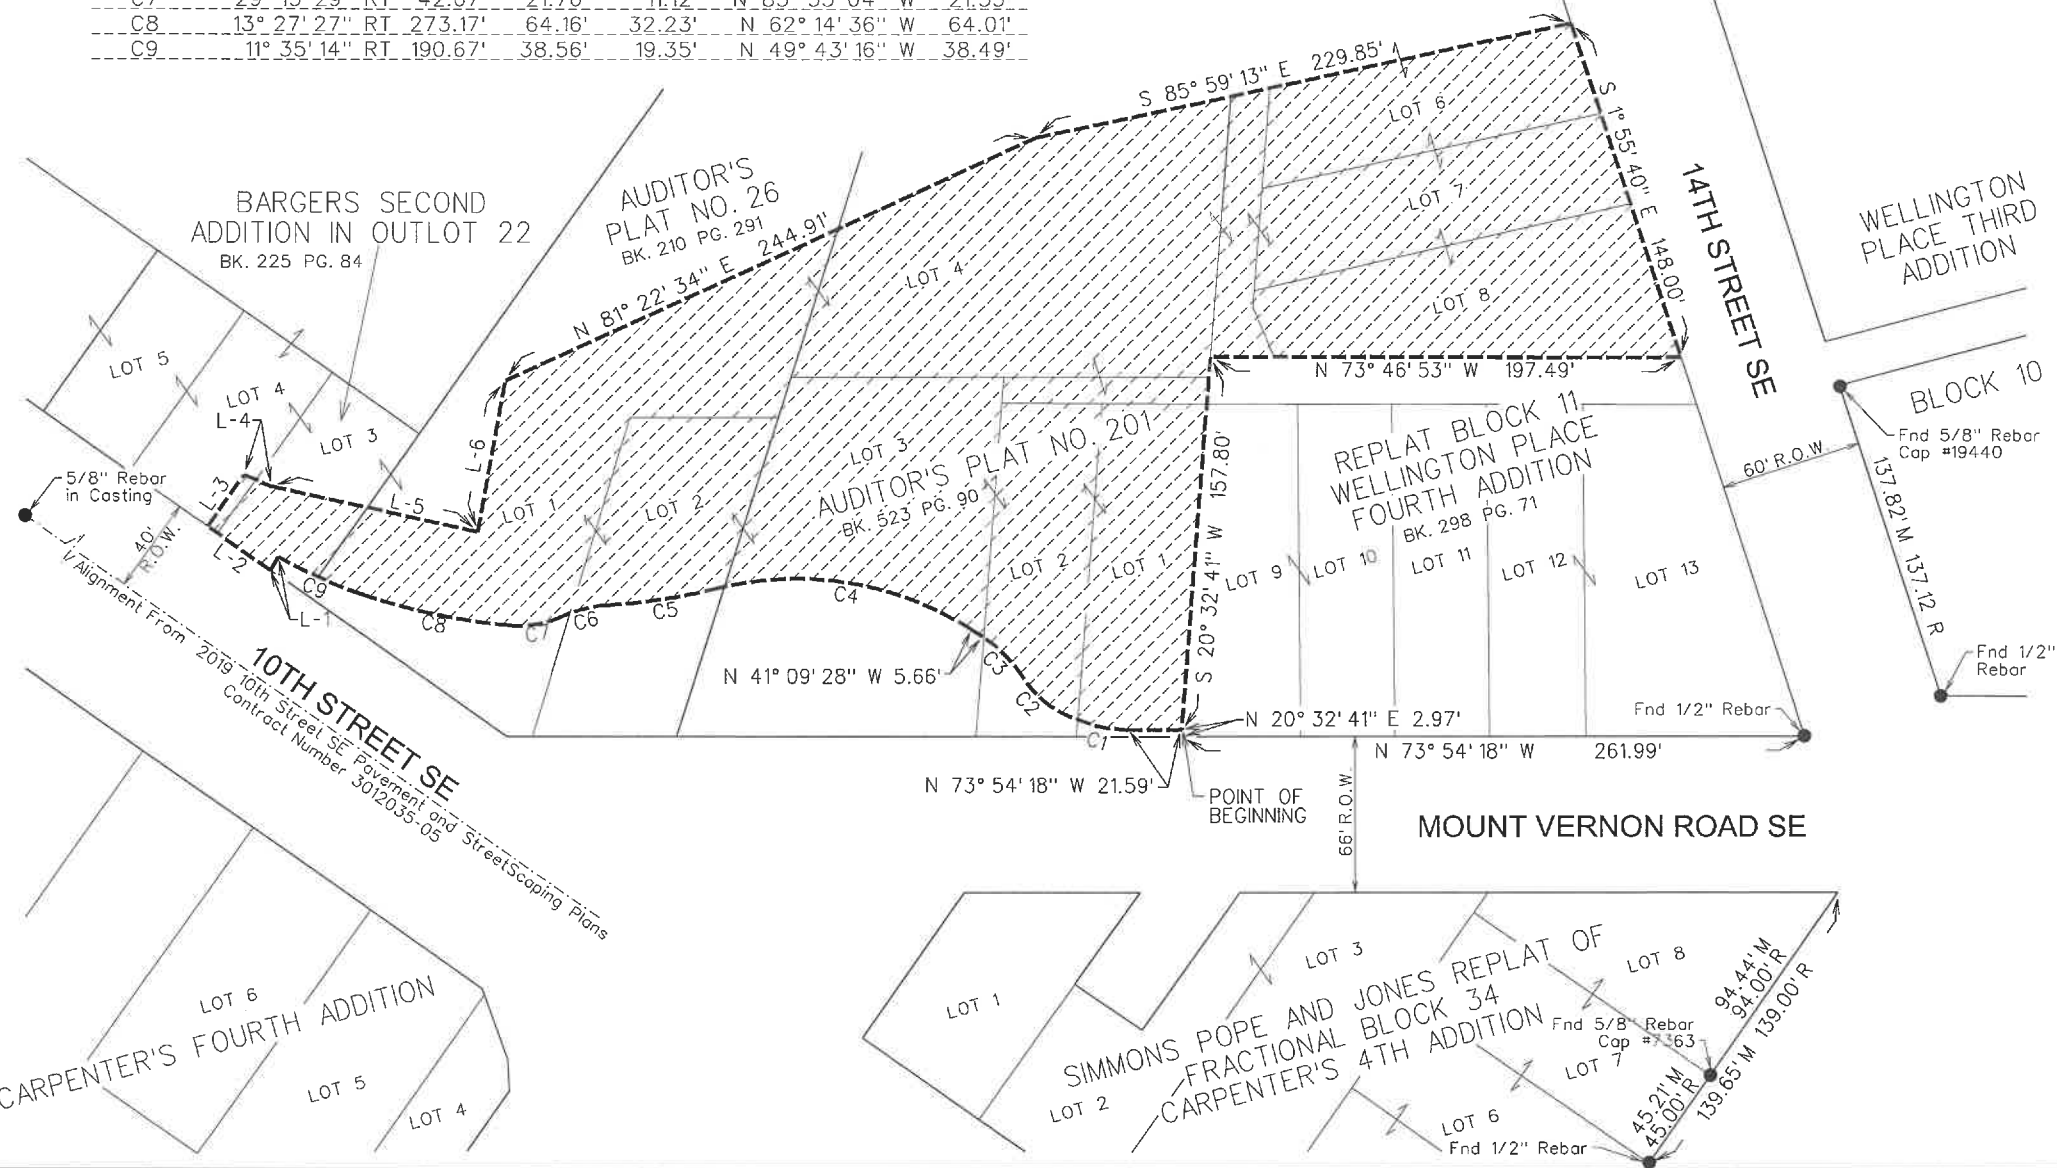 C8 13° 27' 27" RT 273.17' 64.16' 32.23' N 62° 14' 36" W 64.01'
C9 11° 35' 14" RT 190.67' 38.56' 19.35' N 49° 43' 16" W 38.49'
S 85° 59' 13" E 229.85'
LOT 6
S 1° 55' 40" E 148.00'
LOT 7
LOT 8
14TH STREET SE
WELLINGTON
PLACE THIRD
ADDITION
BARGERS SECOND
ADDITION IN OUTLOT 22
BK. 225 PG. 84
AUDITOR'S
PLAT NO. 26
BK. 210 PG. 291
N 81° 22' 34" E 244.91'
LOT 4
LOT 5
LOT 4
L-4
LOT 3
N 73° 46' 53" W 197.49'
BLOCK 10
Fnd 5/8" Rebar
Cap #19440
60' R.O.W.
137.82' M 137.12 R
Fnd 1/2"
Rebar
5/8" Rebar
in Casting
L-3
40'
R.O.W.
L-2
L-5
L-6
LOT 1
LOT 2
LOT 3
AUDITOR'S PLAT NO. 201
BK. 523 PG. 90
LOT 2
LOT 1
S 20° 32' 41" W 157.80'
REPLAT BLOCK 11
WELLINGTON PLACE
FOURTH ADDITION
BK. 298 PG. 71
LOT 9
LOT 10
LOT 11
LOT 12
LOT 13
C9
L-1
C8
C7
C6
C5
C4
N 41° 09' 28" W 5.66'
C3
C2
C1
N 20° 32' 41" E 2.97'
Fnd 1/2" Rebar
N 73° 54' 18" W 261.99'
N 73° 54' 18" W 21.59'
POINT OF
BEGINNING
66' R.O.W.
MOUNT VERNON ROAD SE
10TH STREET SE
Alignment From 2019 10th Street SE Pavement and StreetScaping Plans
Contract Number 3012035-05
LOT 6
CARPENTER'S FOURTH ADDITION
LOT 5
LOT 4
LOT 1
LOT 2
LOT 3
SIMMONS POPE AND JONES REPLAT OF
FRACTIONAL BLOCK 34
CARPENTER'S 4TH ADDITION
LOT 8
94.44' M
94.00' R
139.65' M 139.00' R
Fnd 5/8" Rebar
Cap #7363
LOT 7
45.21' M
45.00' R
LOT 6
Fnd 1/2" Rebar